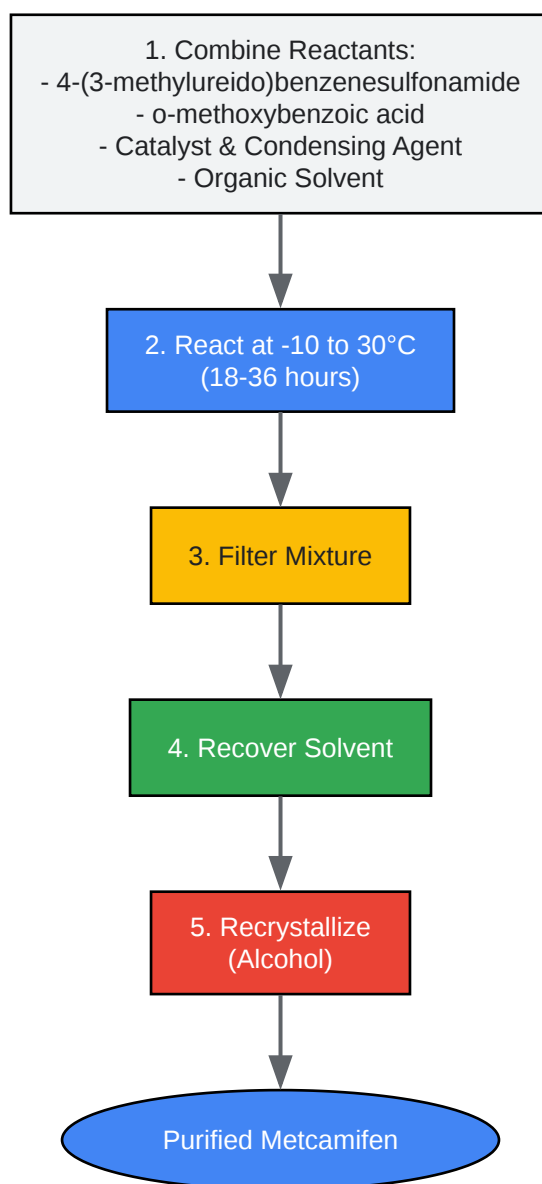 1. Combine Reactants:
- 4-(3-methylureido)benzenesulfonamide
- o-methoxybenzoic acid
- Catalyst & Condensing Agent
- Organic Solvent
2. React at -10 to 30°C
(18-36 hours)
3. Filter Mixture
4. Recover Solvent
5. Recrystallize
(Alcohol)
Purified Metcamifen